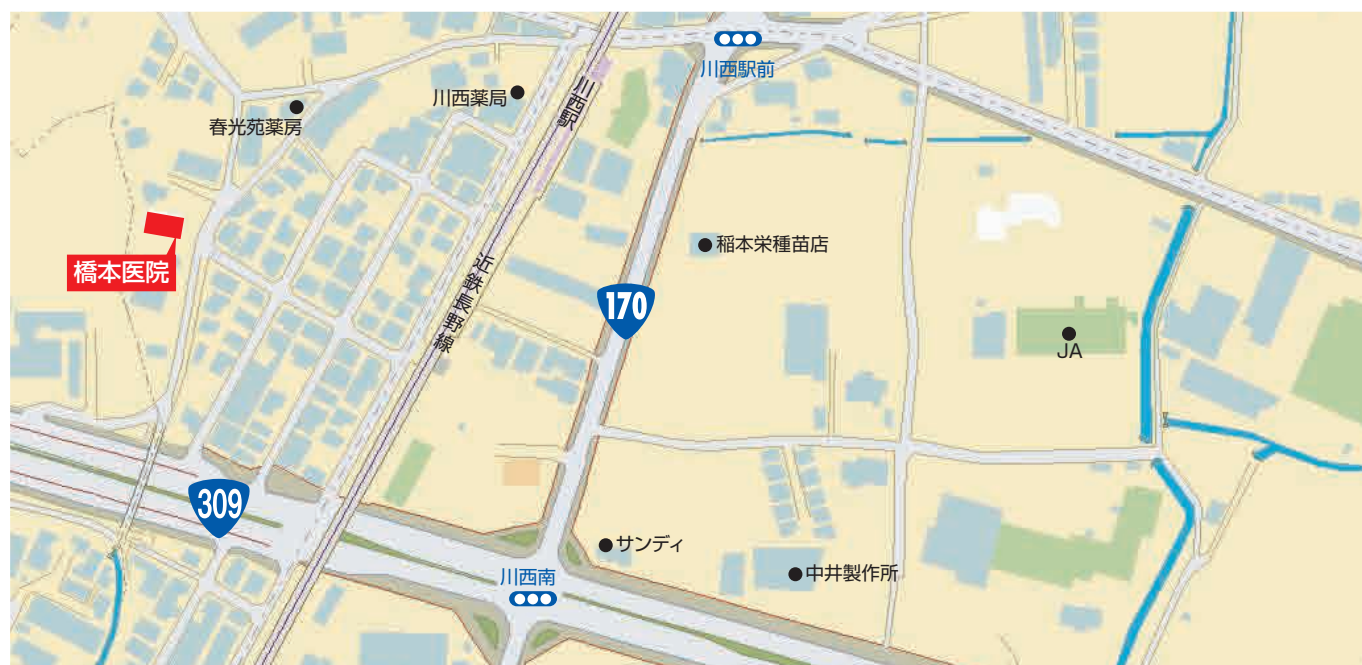 川西駅前
川西薬局
川西駅
春光苑薬房
橋本医院
稲本栄種苗店
近鉄長野線
170
JA
309
サンディ
川西南
中井製作所